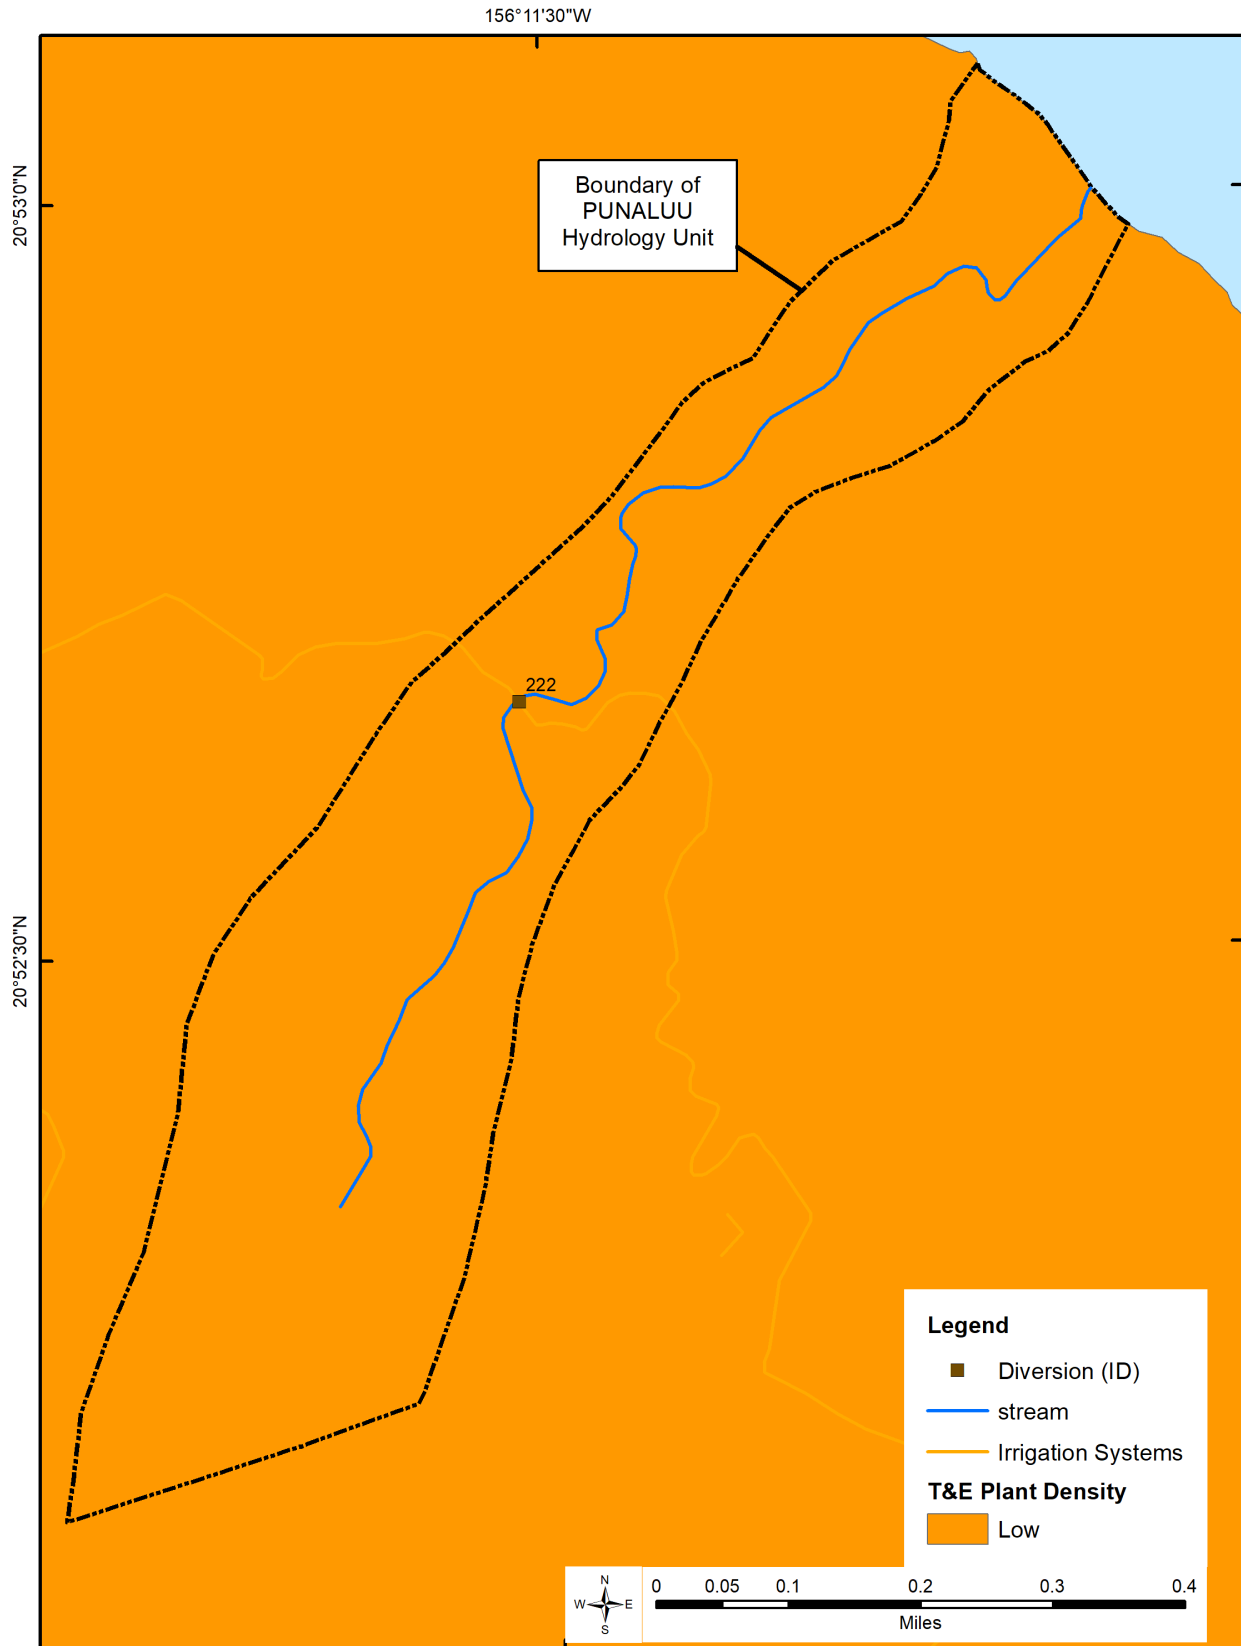 156°11'30"W
20°53'0"N
Boundary of
PUNALUU
Hydrology Unit
222
20°52'30"N
Legend
Diversion (ID)
stream
Irrigation Systems
T&E Plant Density
Low
N
W E
S
0 0.05 0.1 0.2 0.3 0.4
Miles